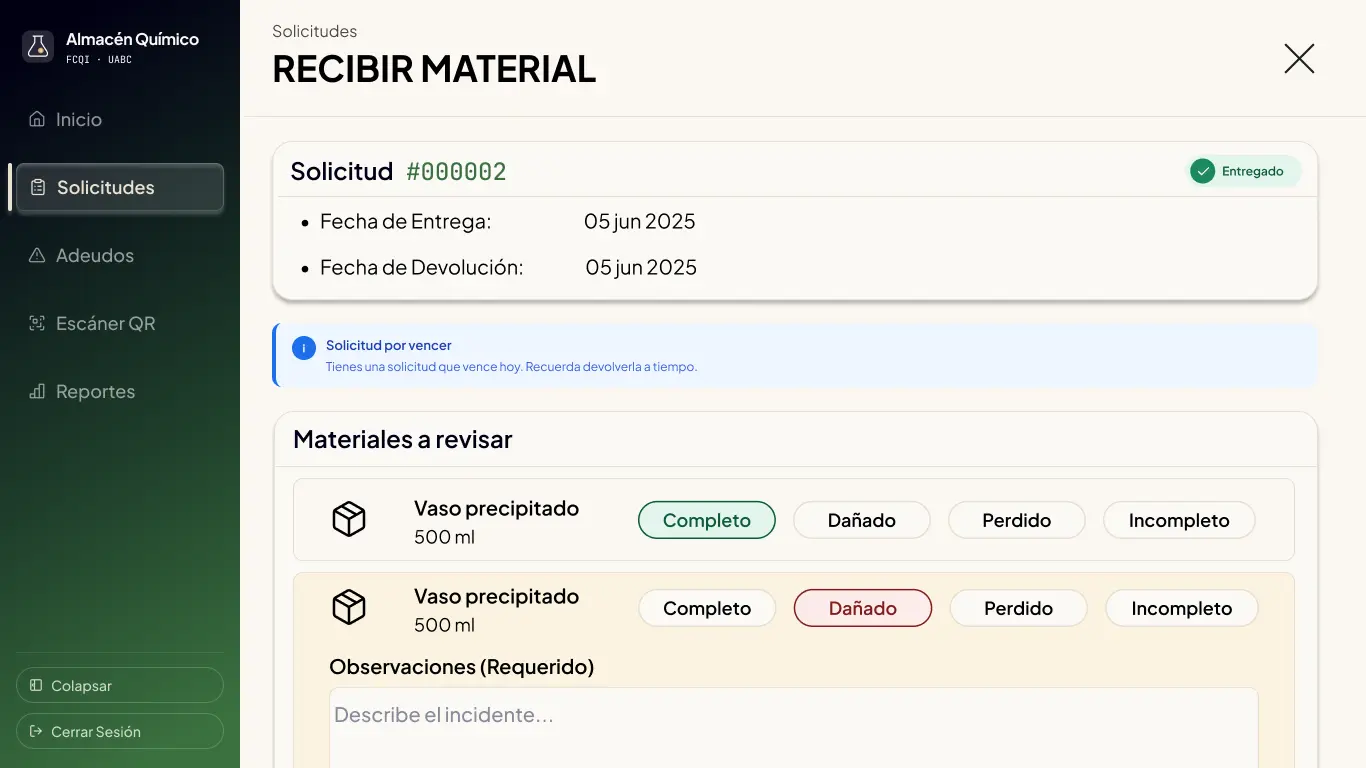 Almacén Químico
FCQI · UABC
Inicio
Solicitudes
Adeudos
Escáner QR
Reportes
Colapsar
Cerrar Sesión
Solicitudes
RECIBIR MATERIAL
Solicitud #000002
Entregado
• Fecha de Entrega: 05 jun 2025
• Fecha de Devolución: 05 jun 2025
Solicitud por vencer
Tienes una solicitud que vence hoy. Recuerda devolverla a tiempo.
Materiales a revisar
Vaso precipitado
500 ml
Completo Dañado Perdido Incompleto
Vaso precipitado
500 ml
Completo Dañado Perdido Incompleto
Observaciones (Requerido)
Describe el incidente...